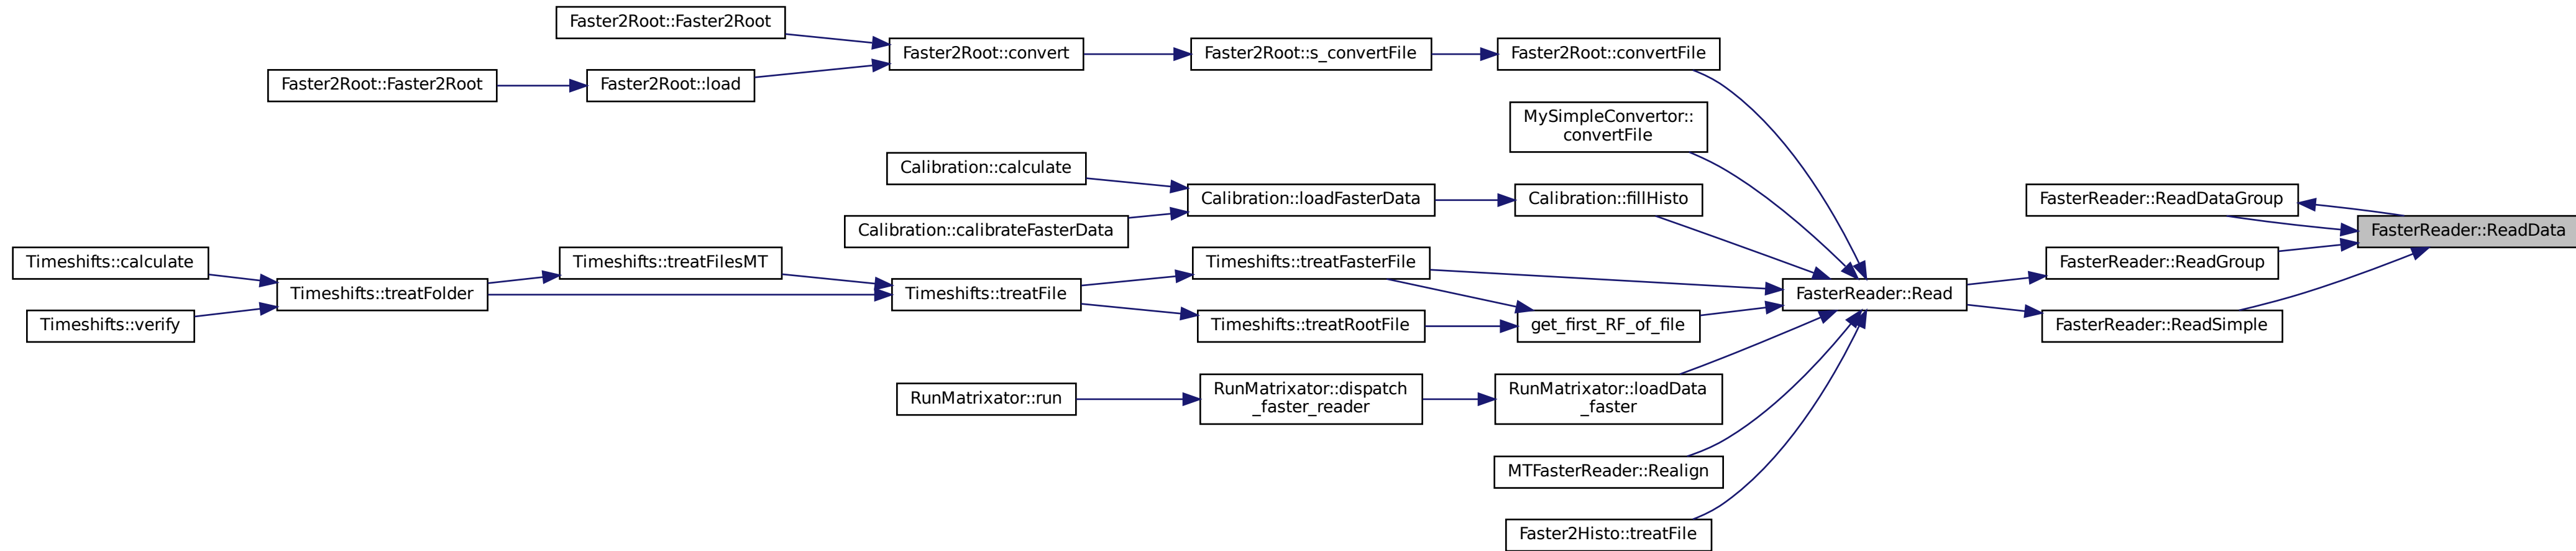 Faster2Root::Faster2Root
Faster2Root::convert
Faster2Root::s_convertFile
Faster2Root::convertFile
Faster2Root::Faster2Root
Faster2Root::load
MySimpleConvertor::
convertFile
Calibration::calculate
Calibration::loadFasterData
Calibration::fillHisto
Calibration::calibrateFasterData
FasterReader::ReadDataGroup
FasterReader::ReadData
Timeshifts::calculate
Timeshifts::treatFilesMT
Timeshifts::treatFasterFile
FasterReader::ReadGroup
Timeshifts::treatFolder
Timeshifts::treatFile
FasterReader::Read
Timeshifts::verify
Timeshifts::treatRootFile
get_first_RF_of_file
FasterReader::ReadSimple
RunMatrixator::run
RunMatrixator::dispatch
_faster_reader
RunMatrixator::loadData
_faster
MTFasterReader::Realign
Faster2Histo::treatFile